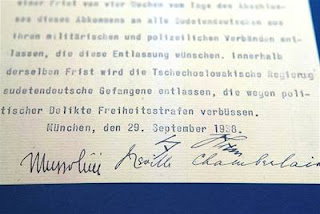 einer Frist von vier Wochen vom Tage des Abschlus-
ses dieses Abkommens an alle Sudetendeutschen aus
ihren militärischen und polizeilichen Verbänden ent-
lassen, die diese Entlassung wünschen. Innerhalb
derselben Frist wird die Tschechoslowakische Regierung
sudetendeutsche Gefangene entlassen, die wegen poli-
tischer Delikte Freiheitsstrafen verbüssen.
München, den 29. September 1938.
Mussolini Neville Chamberlain